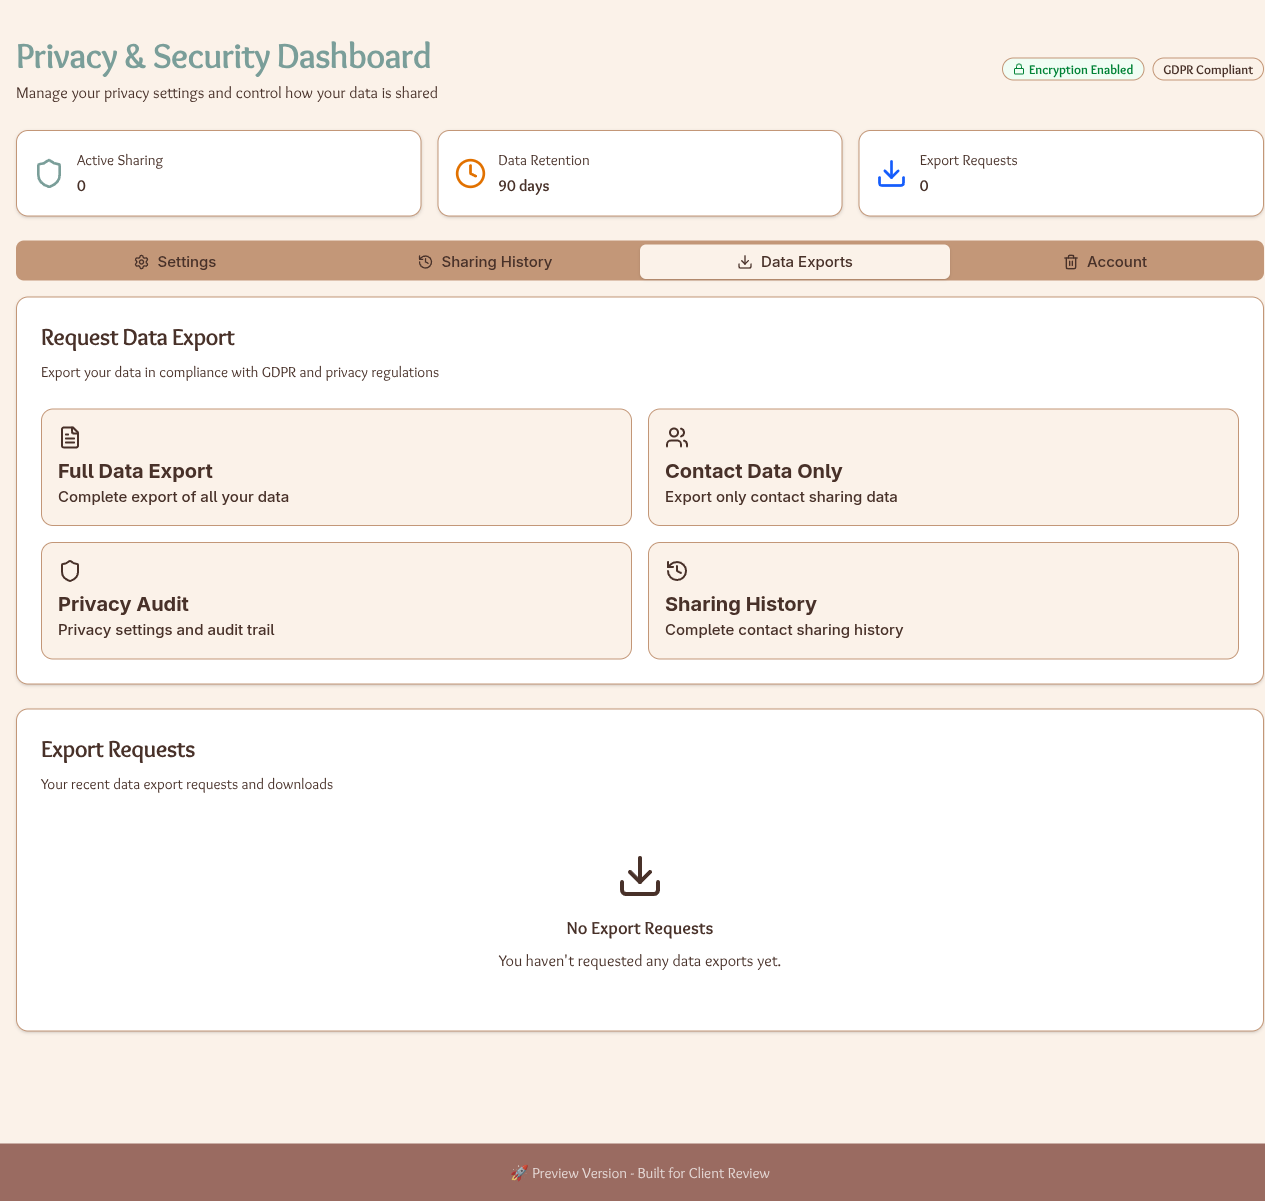 Privacy & Security Dashboard
Manage your privacy settings and control how your data is shared
Encryption Enabled
GDPR Compliant
Active Sharing
0
Data Retention
90 days
Export Requests
0
Settings
Sharing History
Data Exports
Account
Request Data Export
Export your data in compliance with GDPR and privacy regulations
Full Data Export
Complete export of all your data
Contact Data Only
Export only contact sharing data
Privacy Audit
Privacy settings and audit trail
Sharing History
Complete contact sharing history
Export Requests
Your recent data export requests and downloads
No Export Requests
You haven't requested any data exports yet.
🚀 Preview Version - Built for Client Review